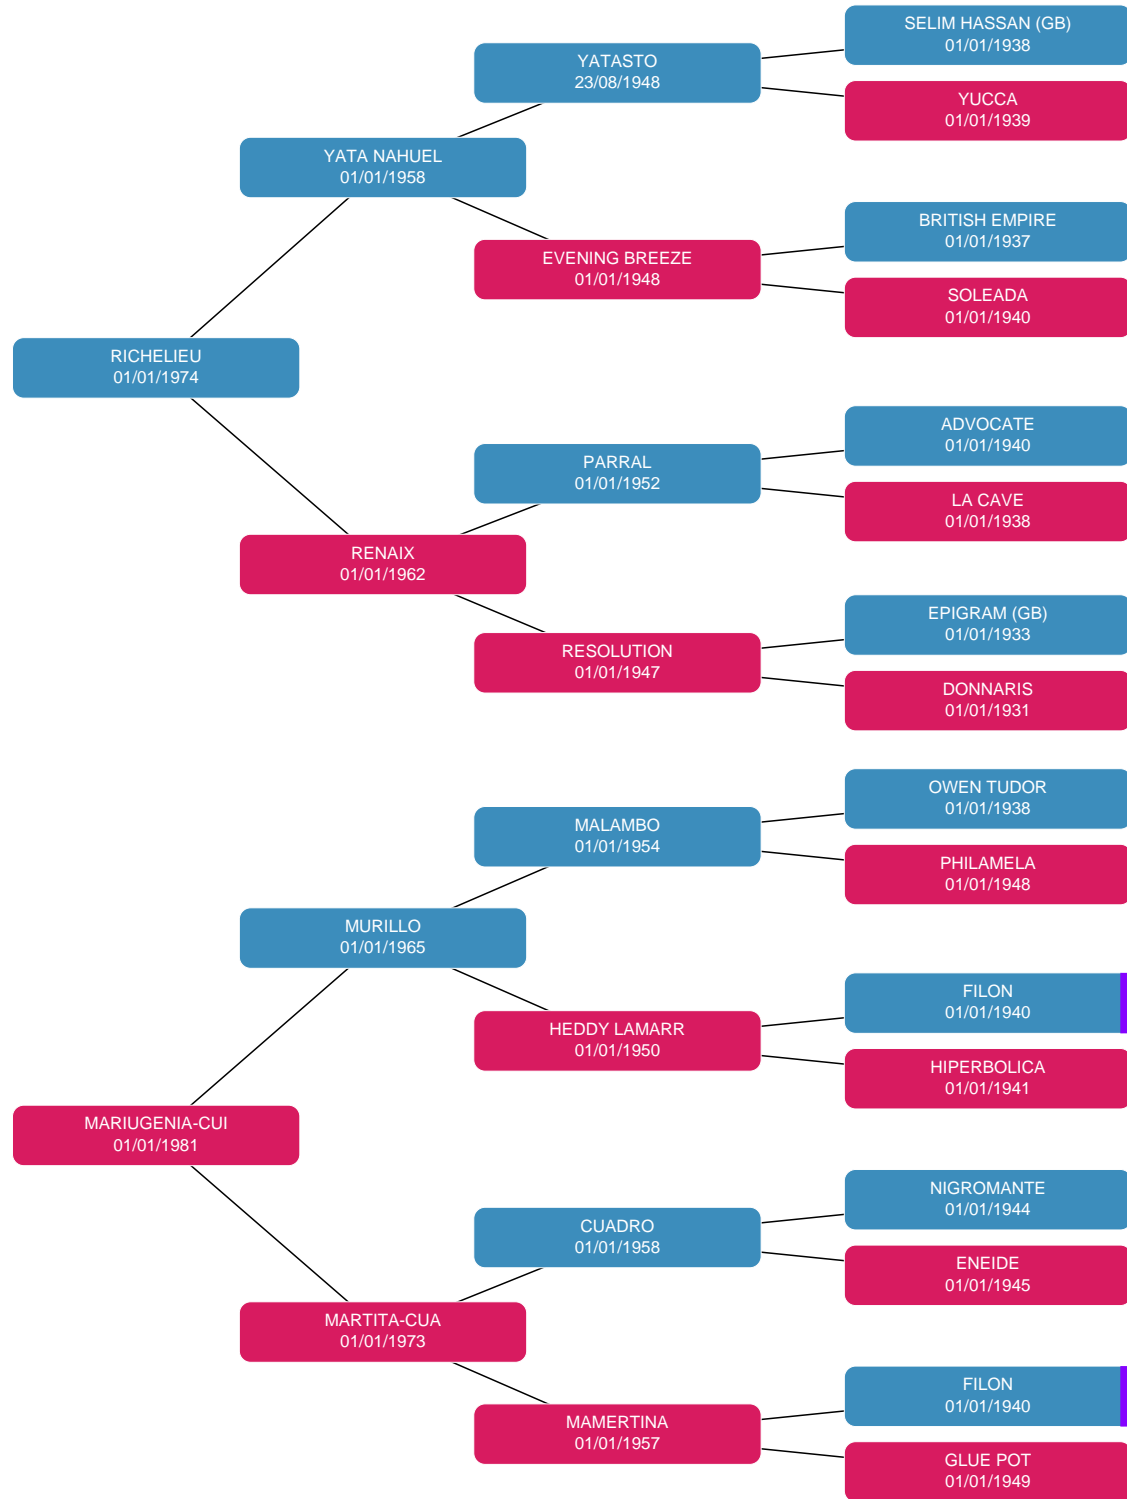 SELIM HASSAN (GB)
01/01/1938
YATASTO
23/08/1948
YUCCA
01/01/1939
YATA NAHUEL
01/01/1958
BRITISH EMPIRE
01/01/1937
EVENING BREEZE
01/01/1948
SOLEADA
01/01/1940
RICHELIEU
01/01/1974
ADVOCATE
01/01/1940
PARRAL
01/01/1952
LA CAVE
01/01/1938
RENAIX
01/01/1962
EPIGRAM (GB)
01/01/1933
RESOLUTION
01/01/1947
DONNARIS
01/01/1931
OWEN TUDOR
01/01/1938
MALAMBO
01/01/1954
PHILAMELA
01/01/1948
MURILLO
01/01/1965
FILON
01/01/1940
HEDDY LAMARR
01/01/1950
HIPERBOLICA
01/01/1941
MARIUGENIA-CUI
01/01/1981
NIGROMANTE
01/01/1944
CUADRO
01/01/1958
ENEIDE
01/01/1945
MARTITA-CUA
01/01/1973
FILON
01/01/1940
MAMERTINA
01/01/1957
GLUE POT
01/01/1949